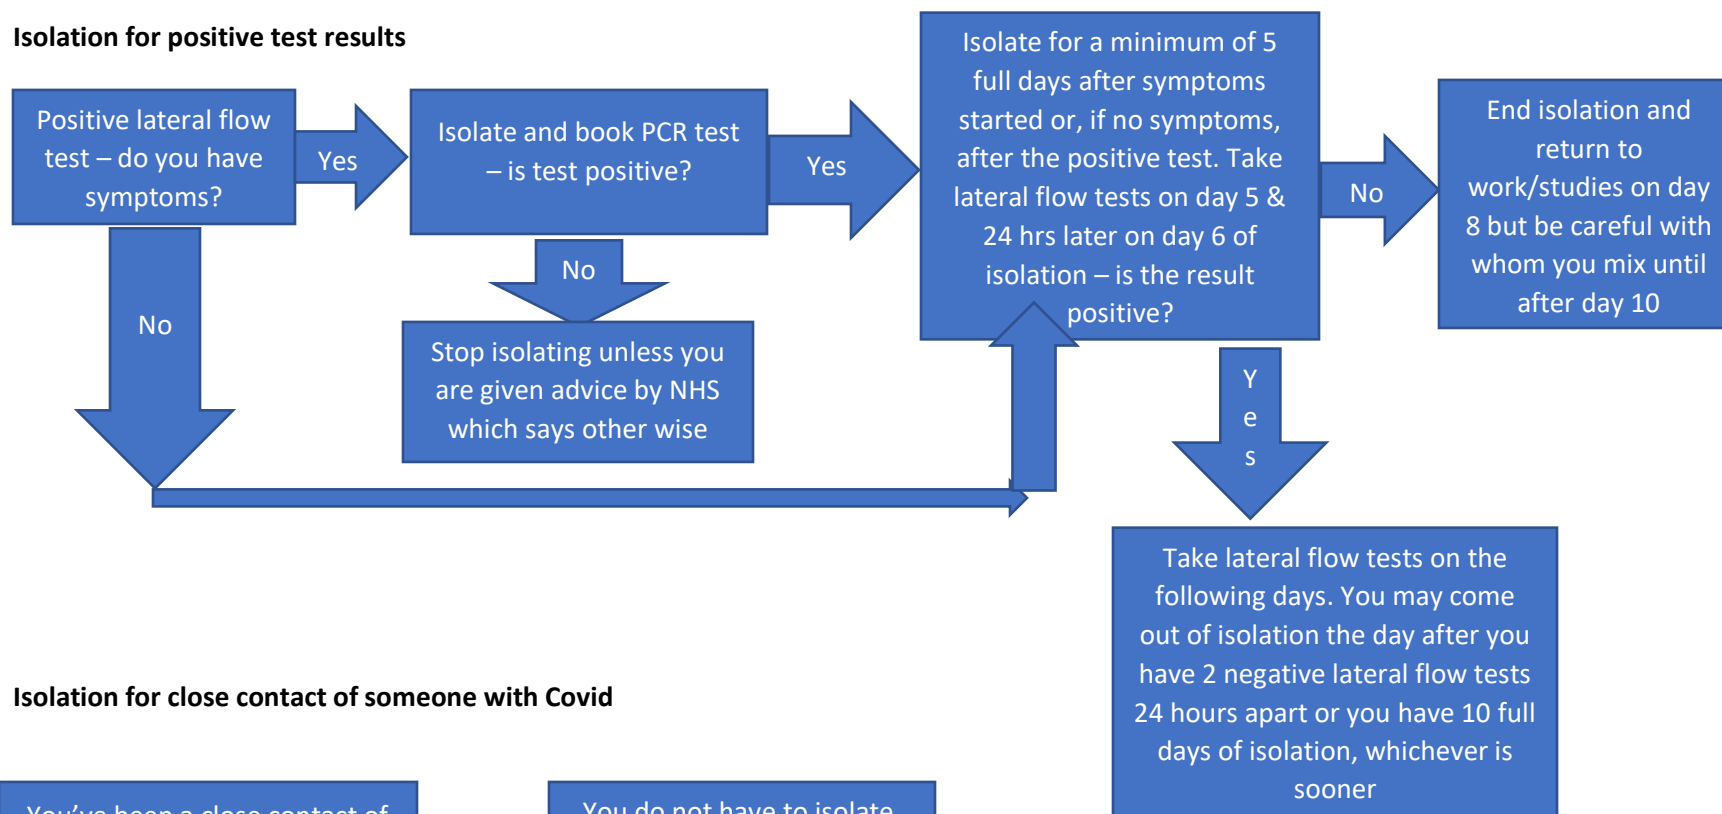 Isolation for positive test results
Positive lateral flow
test – do you have
symptoms?
Yes
Isolate and book PCR test
– is test positive?
Yes
Isolate for a minimum of 5
full days after symptoms
started or, if no symptoms,
after the positive test. Take
lateral flow tests on day 5 &
24 hrs later on day 6 of
isolation – is the result
positive?
No
End isolation and
return to
work/studies on day
8 but be careful with
whom you mix until
after day 10
No
No
Stop isolating unless you
are given advice by NHS
which says other wise
Y
e
s
Take lateral flow tests on the
following days. You may come
out of isolation the day after you
have 2 negative lateral flow tests
24 hours apart or you have 10 full
days of isolation, whichever is
sooner
Isolation for close contact of someone with Covid
You've been a close contact of
You do not have to isolate